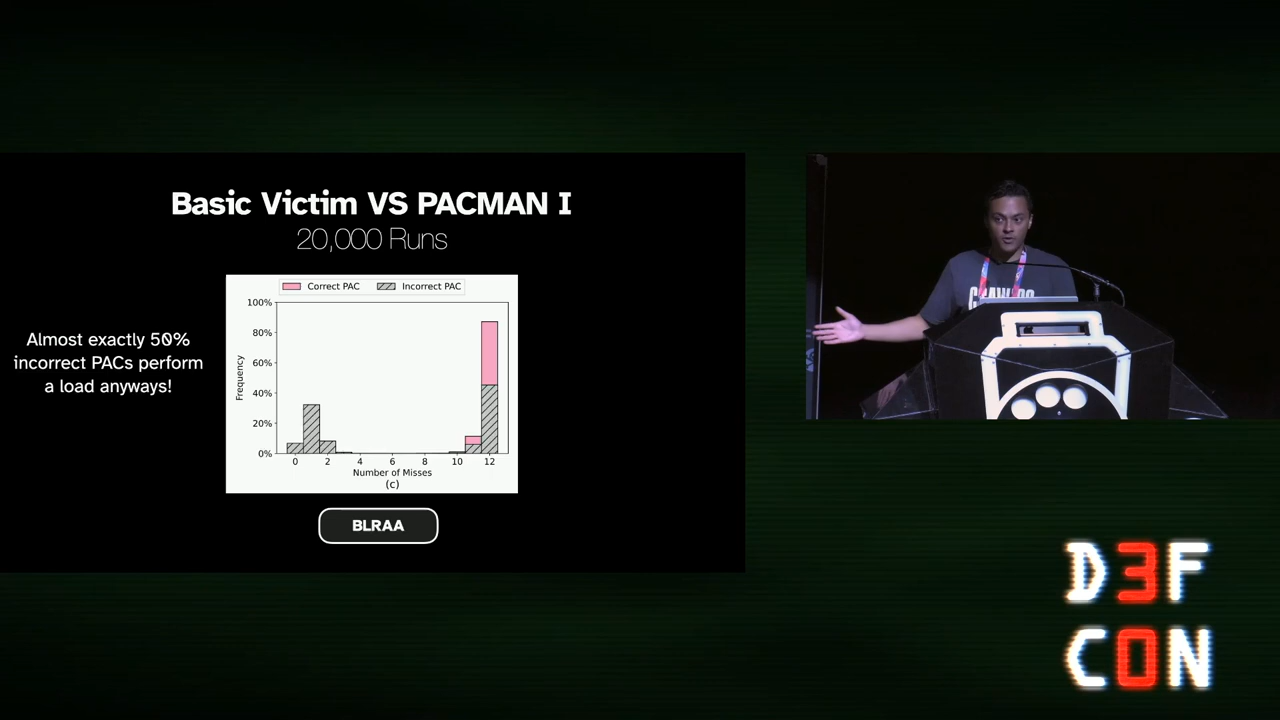 Basic Victim VS PACMAN I
20,000 Runs
Almost exactly 50%
incorrect PACs perform
a load anyways!
Correct PAC
Incorrect PAC
100%
80%
60%
40%
20%
0%
Frequency
0 2 4 6 8 10 12
Number of Misses
(c)
BLRAA
D3F
C0N